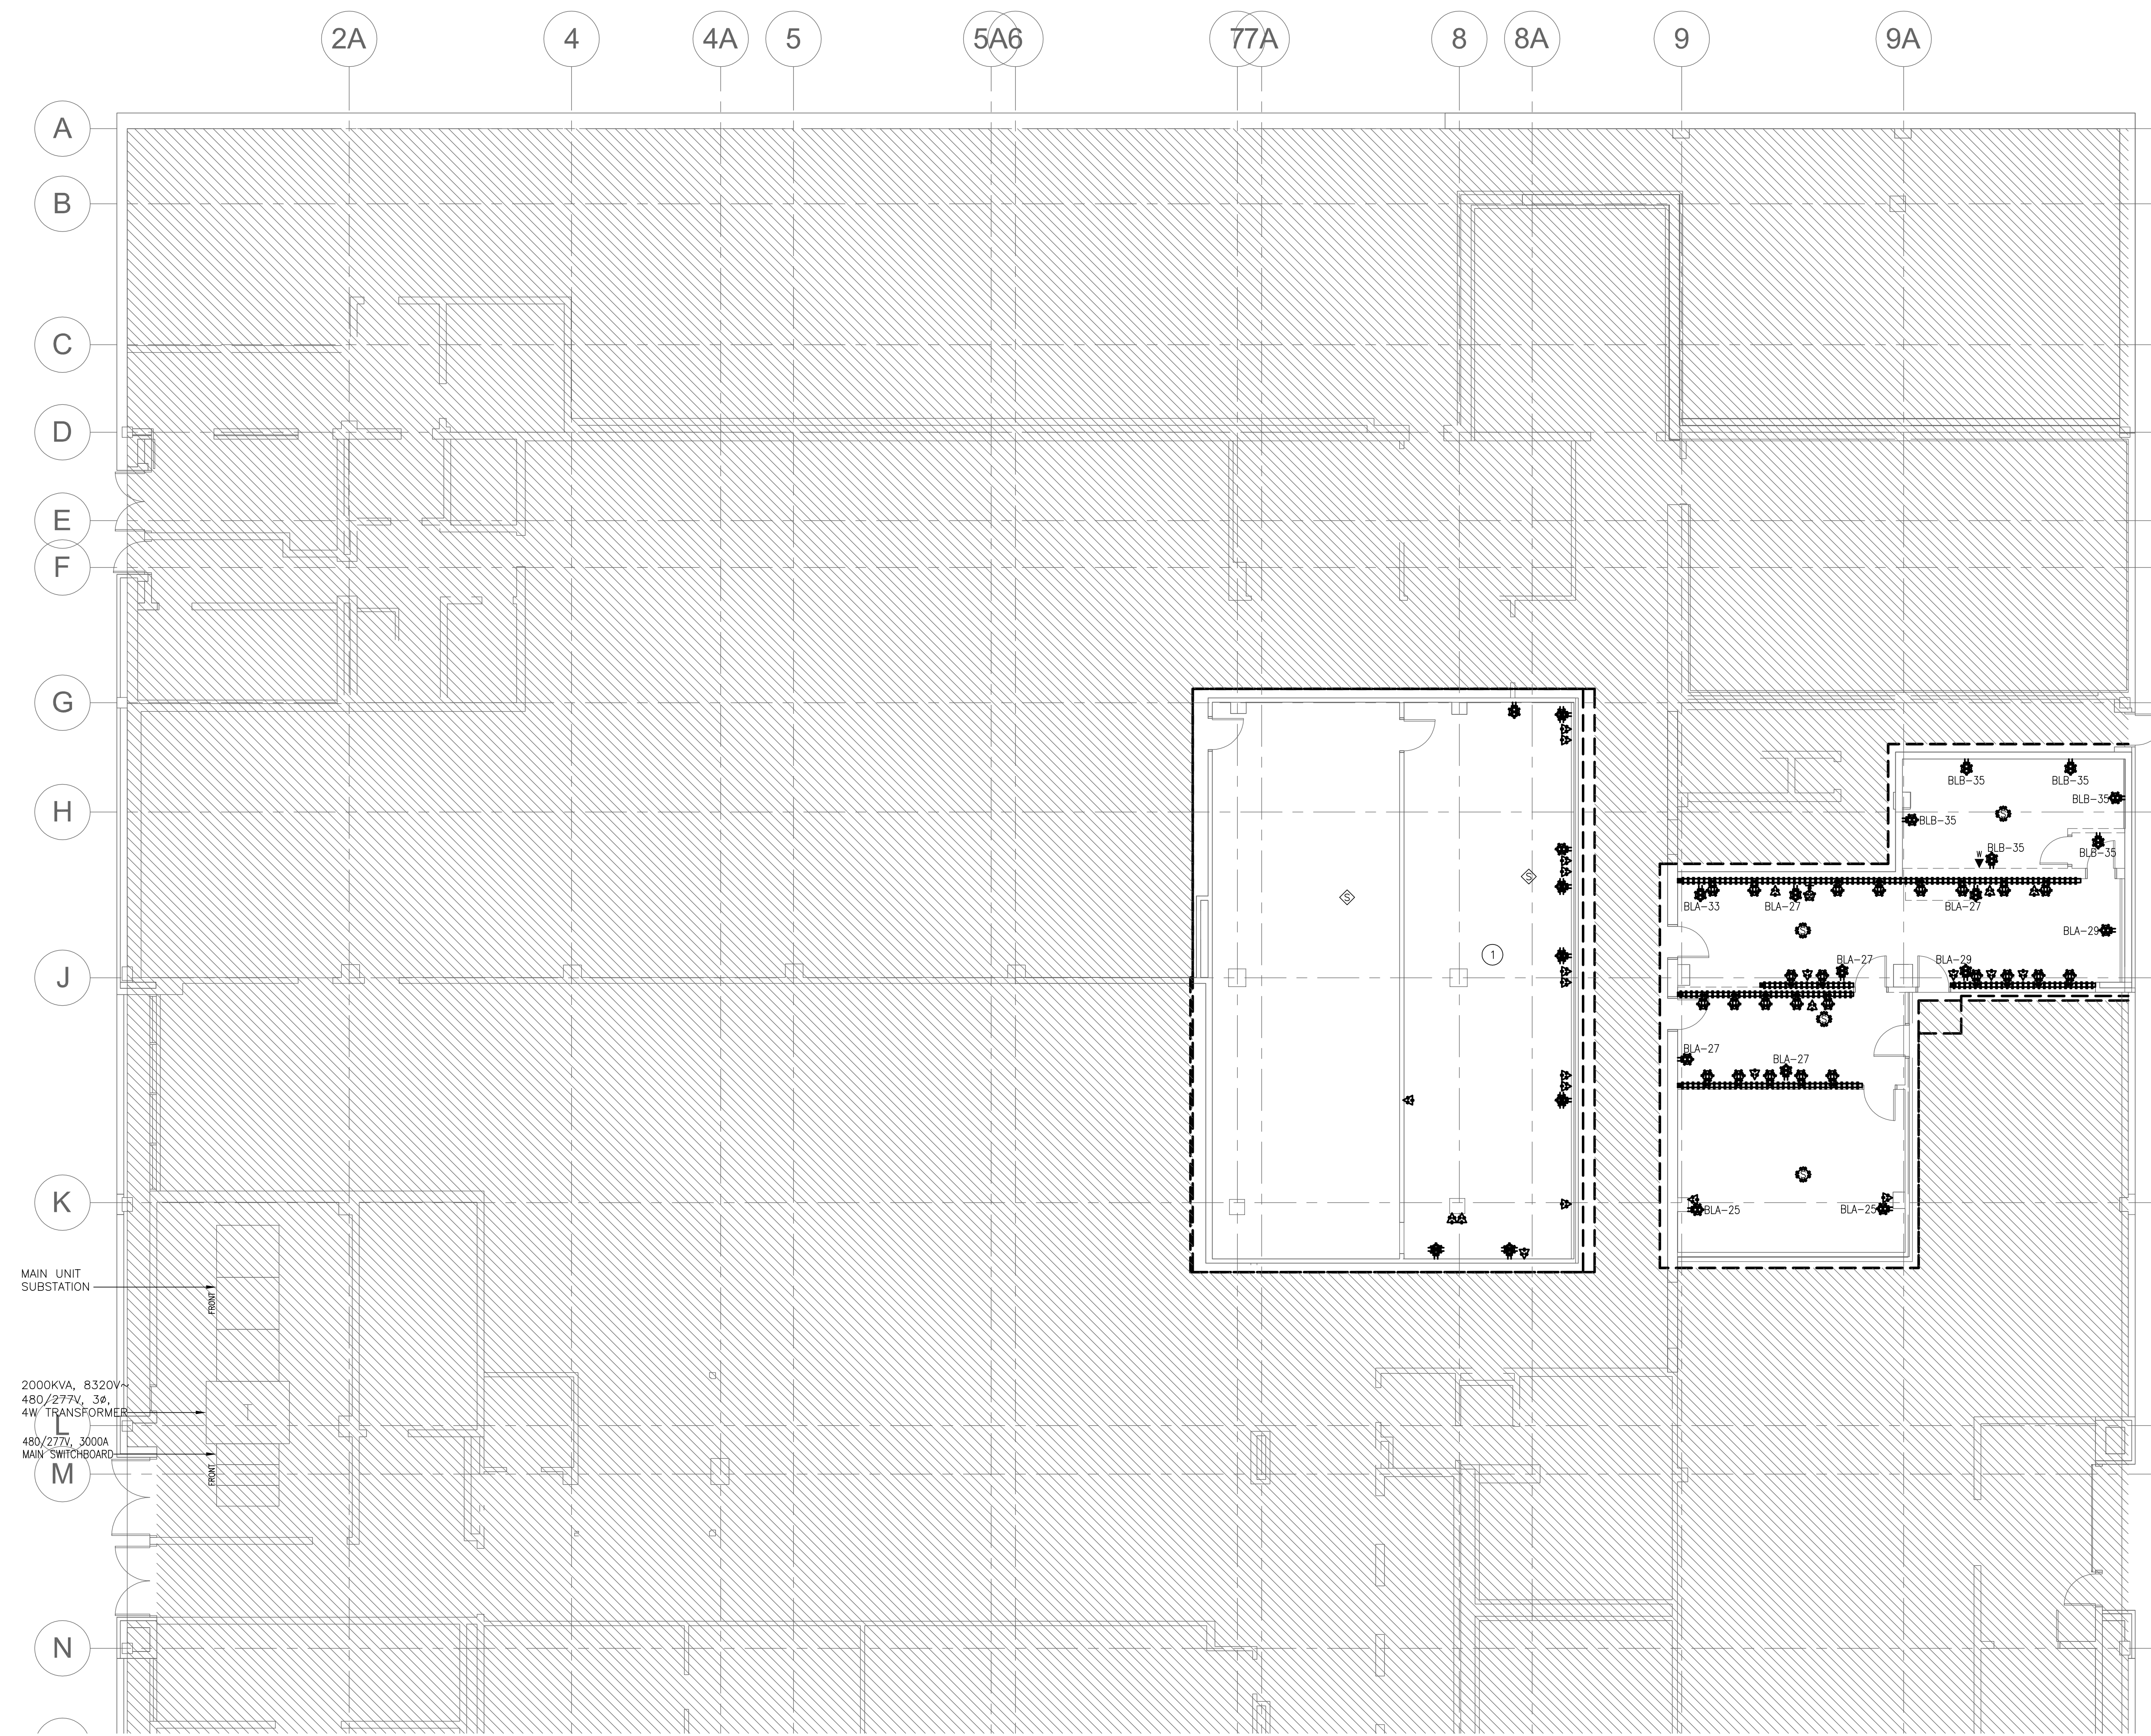 2A 4 4A 5 5A 6 7 7A 8 8A 9 9A
A
B
C
D
E
F
G
BLB-35 BLB-35
BLB-35
H
S
BLB-35
BLB-35
BLB-35
W
S
S
BLA-33 BLA-27 BLA-27
S
BLA-29
1
BLA-27 BLA-29
J
S
BLA-27
BLA-27
S
K
BLA-25 BLA-25
MAIN UNIT
SUBSTATION
FRONT
2000KVA, 8320V~
480/277V, 3ø,
4W TRANSFORMER
T
L
480/277V, 3000A
MAIN SWITCHBOARD
FRONT
M
N